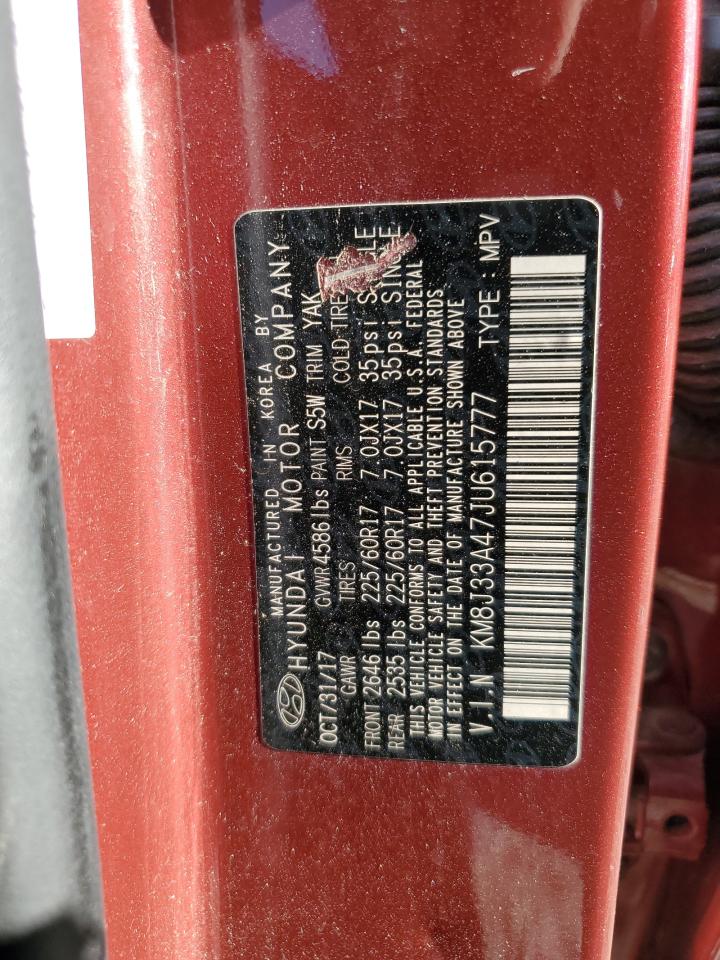 MANUFACTURED IN KOREA BY
HYUNDAI MOTOR COMPANY
OCT/31/17 GVWR 4586 lbs PAINT S5W TRIM YAK
GAWR TIRES RIMS COLD TIRE
FRONT 2646 lbs 225/60R17 7.0JX17 35psi
REAR 2535 lbs 225/60R17 7.0JX17 35psi SINGLE
THIS VEHICLE CONFORMS TO ALL APPLICABLE U.S.A. FEDERAL
MOTOR VEHICLE SAFETY AND THEFT PREVENTION STANDARDS
IN EFFECT ON THE DATE OF MANUFACTURE SHOWN ABOVE
V.I.N KM8J33A47JU615777 TYPE : MPV